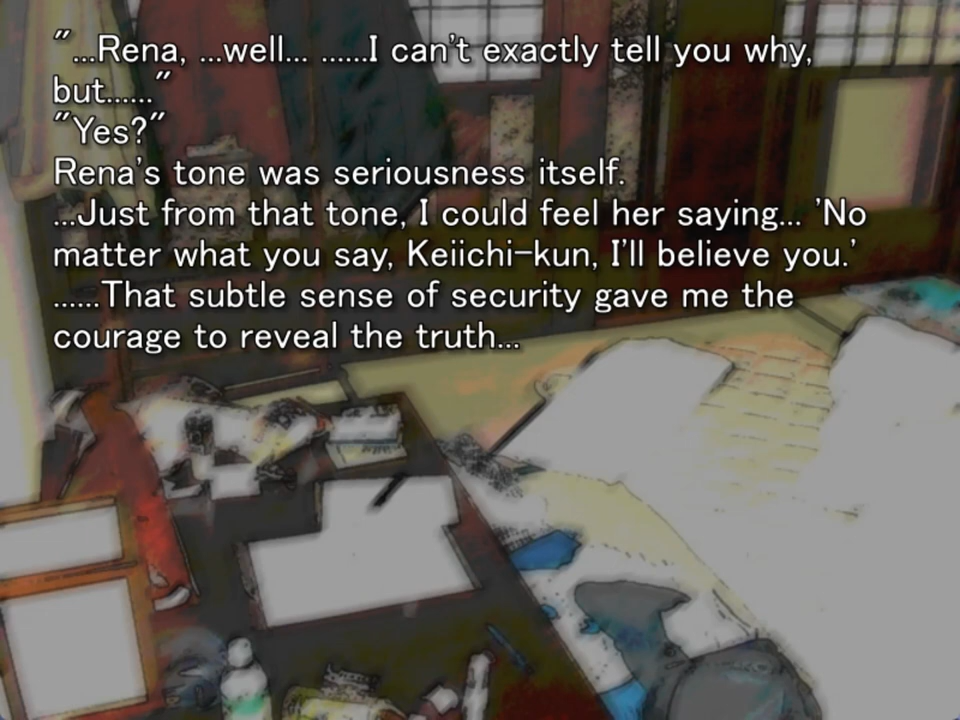 "...Rena, ...well... ......I can't exactly tell you why,
but......"
"Yes?"
Rena's tone was seriousness itself.
...Just from that tone, I could feel her saying... 'No
matter what you say, Keiichi-kun, I'll believe you.'
......That subtle sense of security gave me the
courage to reveal the truth...